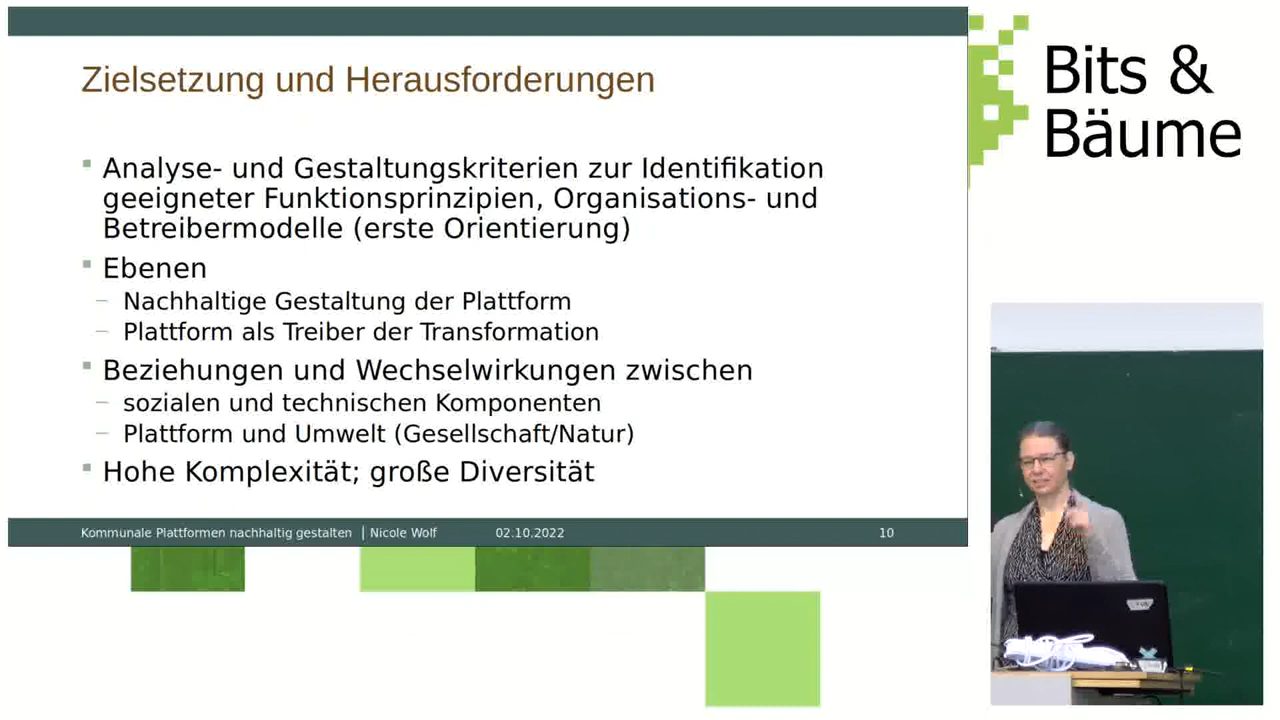 Zielsetzung und Herausforderungen
Analyse- und Gestaltungskriterien zur Identifikation
geeigneter Funktionsprinzipien, Organisations- und
Betreibermodelle (erste Orientierung)
Ebenen
– Nachhaltige Gestaltung der Plattform
– Plattform als Treiber der Transformation
Beziehungen und Wechselwirkungen zwischen
– sozialen und technischen Komponenten
– Plattform und Umwelt (Gesellschaft/Natur)
Hohe Komplexität; große Diversität
Kommunale Plattformen nachhaltig gestalten | Nicole Wolf 02.10.2022 10
Bits &
Bäume